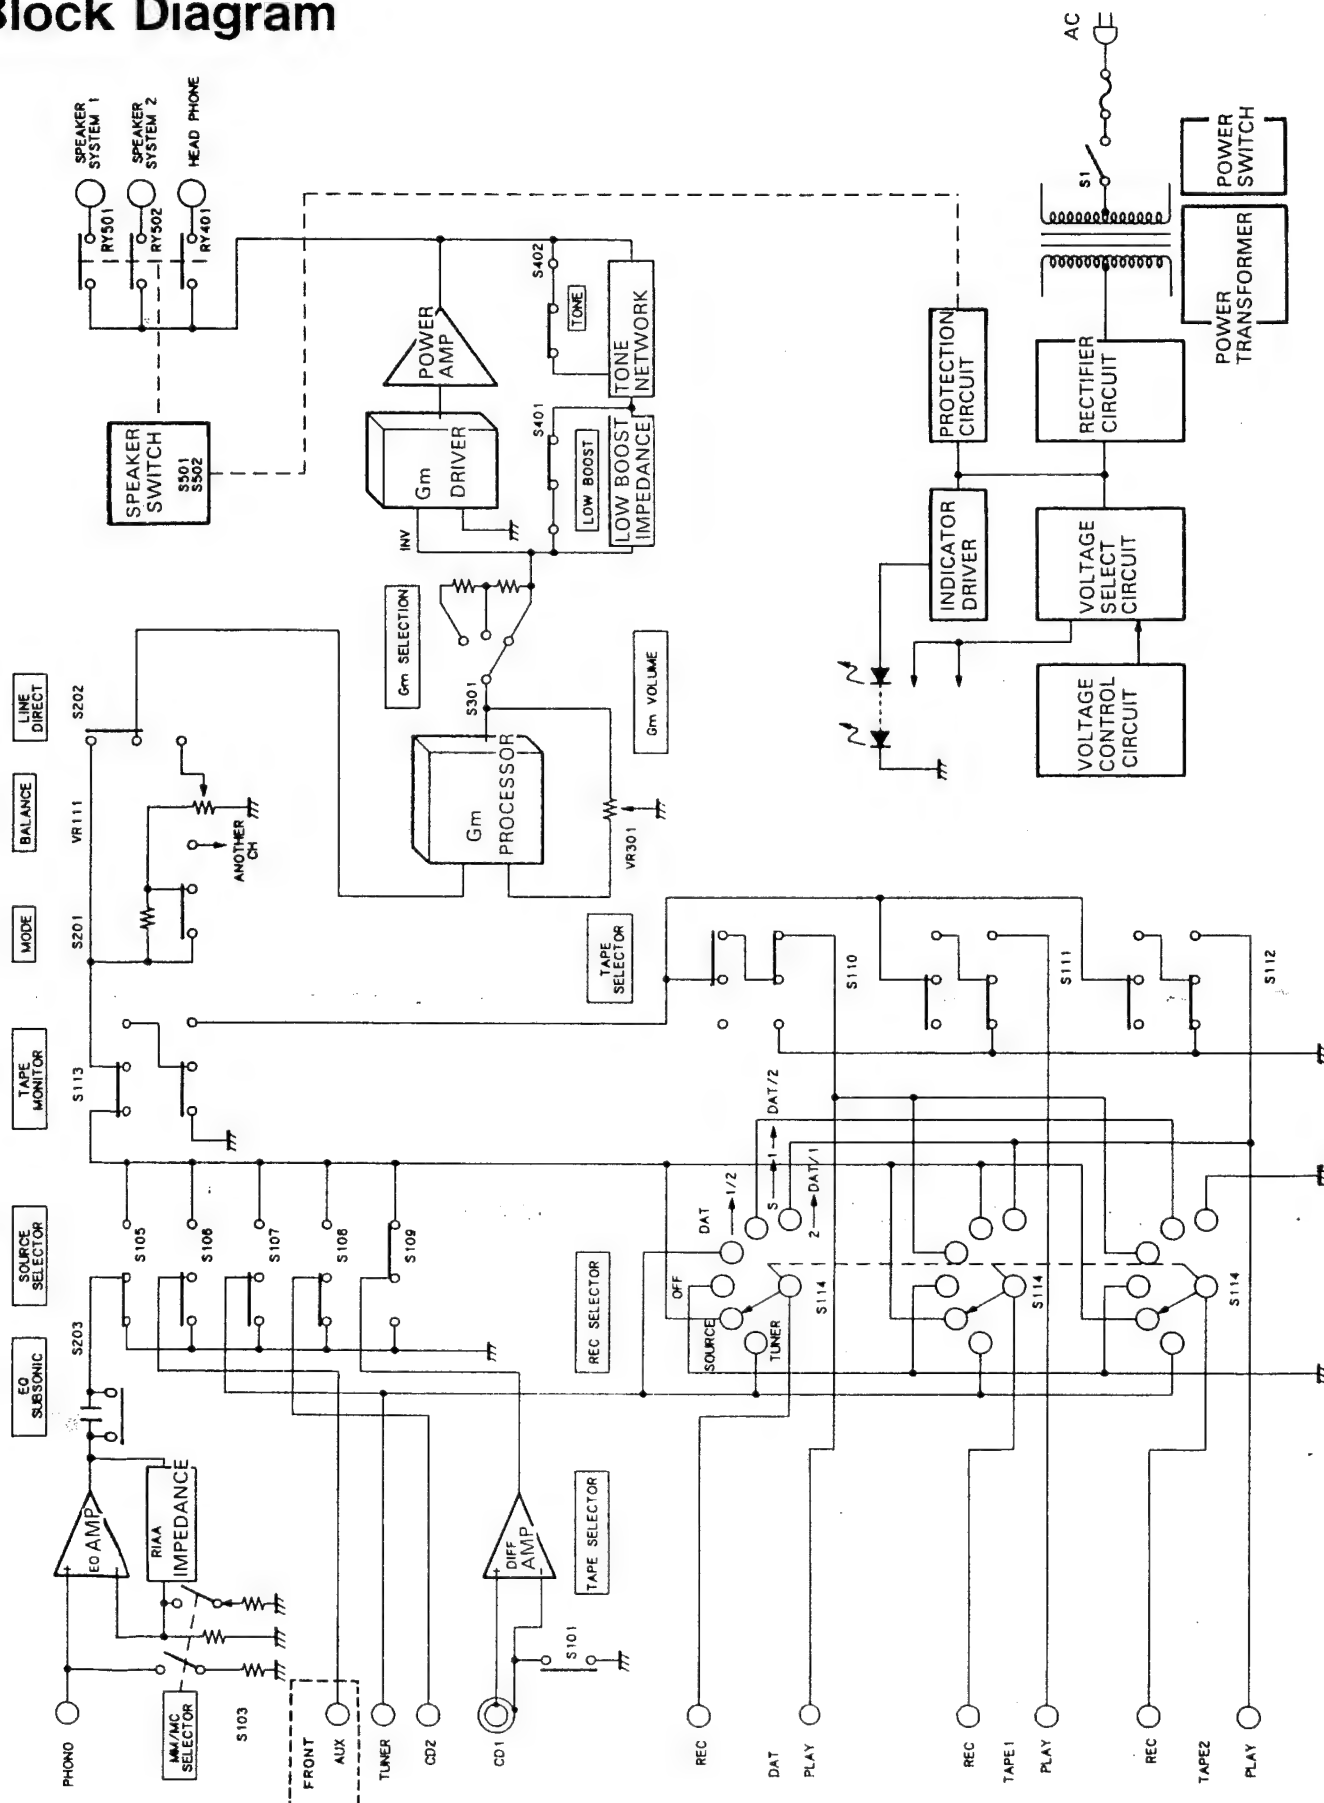 Block Diagram
PHONO
MM/MC
SELECTOR
S103
EQ AMP
RIAA
IMPEDANCE
EQ
SUBSONIC
S203
FRONT
AUX
TUNER
CD2
CD1
S101
DIFF
AMP
TAPE SELECTOR
SOURCE
SELECTOR
S105
S106
S107
S108
S109
TAPE
MONITOR
S113
MODE
S201
BALANCE
VR111
ANOTHER
CH
LINE
DIRECT
S202
Gm
PROCESSOR
VR301
Gm VOLUME
S301
Gm SELECTION
INV
Gm
DRIVER
POWER
AMP
S401
LOW BOOST
LOW BOOST
IMPEDANCE
S402
TONE
TONE
NETWORK
SPEAKER
SWITCH
S501
S502
RY501
RY502
RY401
SPEAKER
SYSTEM 1
SPEAKER
SYSTEM 2
HEAD PHONE
REC
DAT
PLAY
REC
TAPE1
PLAY
REC
TAPE2
PLAY
REC SELECTOR
SOURCE
OFF
DAT
TUNER
1/2
S
1
DAT/2
2
DAT/1
S114
S114
S114
TAPE
SELECTOR
S110
S111
S112
VOLTAGE
CONTROL
CIRCUIT
VOLTAGE
SELECT
CIRCUIT
INDICATOR
DRIVER
PROTECTION
CIRCUIT
RECTIFIER
CIRCUIT
POWER
TRANSFORMER
POWER
SWITCH
S1
AC